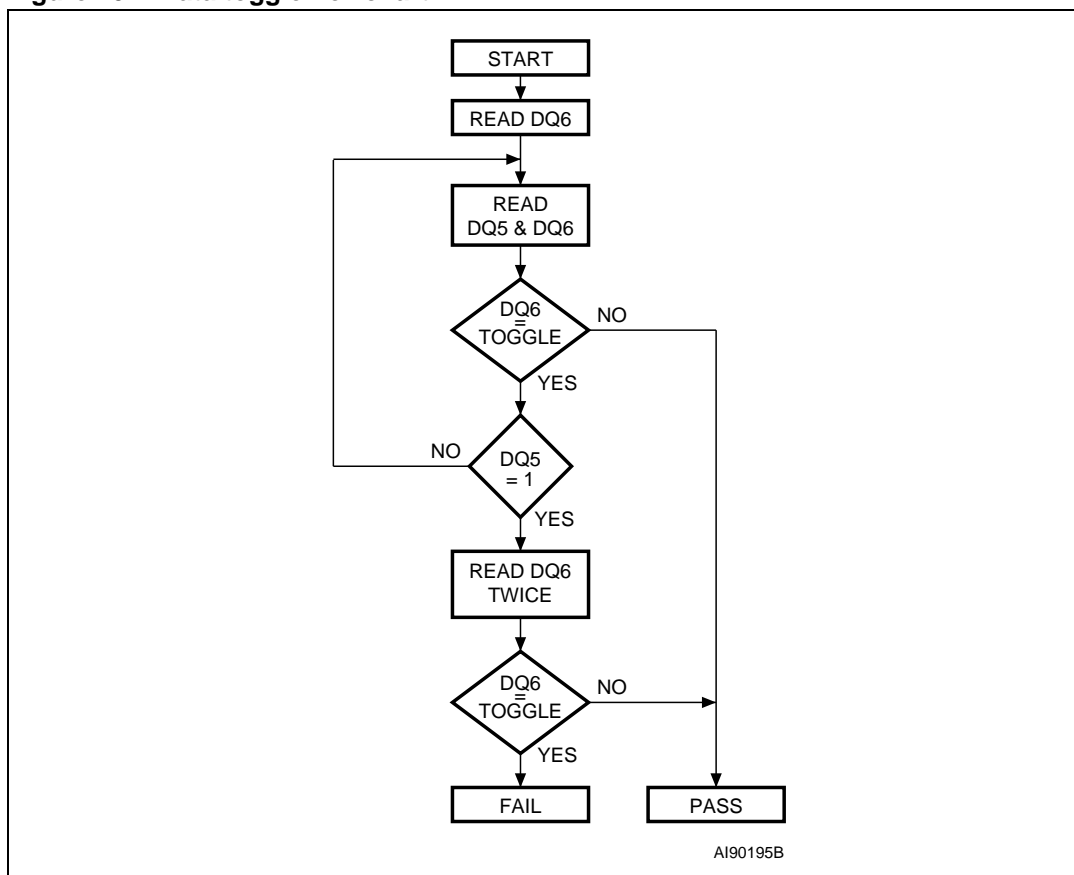 START
READ DQ6
READ
DQ5 & DQ6
DQ6
=
TOGGLE
NO
YES
NO
DQ5
= 1
YES
READ DQ6
TWICE
DQ6
=
TOGGLE
NO
YES
FAIL
PASS
AI90195B